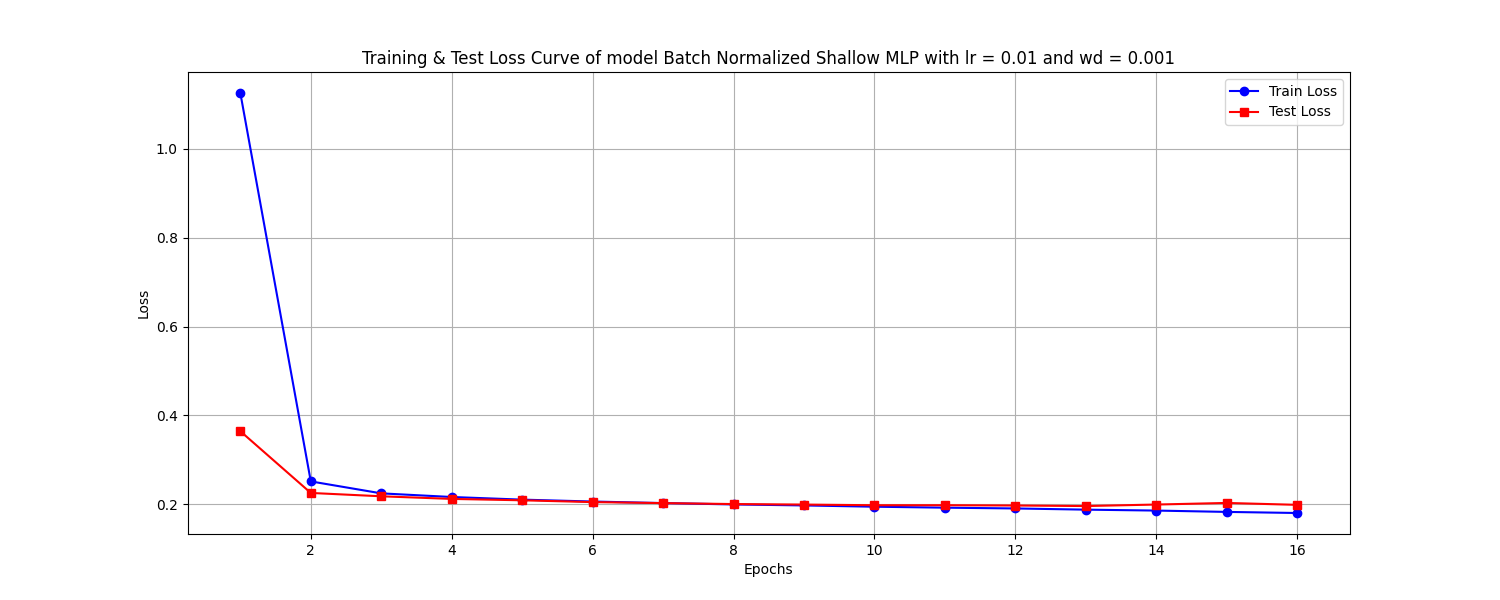 Training & Test Loss Curve of model Batch Normalized Shallow MLP with lr = 0.01 and wd = 0.001
Train Loss
Test Loss
1.0
0.8
0.6
0.4
0.2
Loss
2 4 6 8 10 12 14 16
Epochs